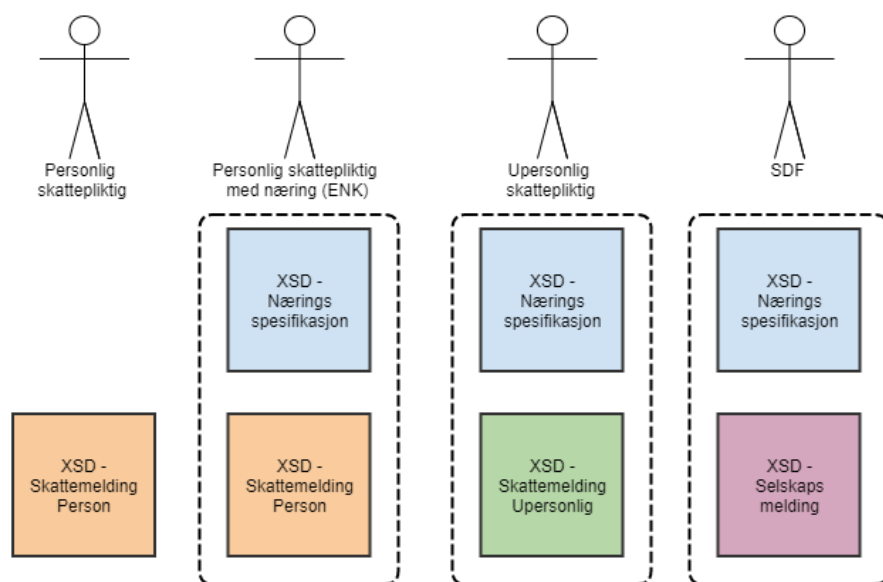 Personlig
skattepliktig
Personlig skattepliktig
med næring (ENK)
Upersonlig
skattepliktig
SDF
XSD -
Nærings
spesifikasjon
XSD -
Nærings
spesifikasjon
XSD -
Nærings
spesifikasjon
XSD -
Skattemelding
Person
XSD -
Skattemelding
Person
XSD -
Skattemelding
Upersonlig
XSD -
Selskaps
melding